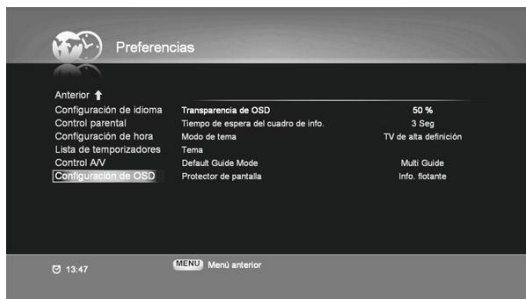 Preferencias
Anterior
Configuración de idioma
Control parental
Configuración de hora
Lista de temporizadores
Control A/V
Configuración de OSD
Transparencia de OSD 50 %
Tiempo de espera del cuadro de info. 3 Seg
Modo de tema TV de alta definición
Tema
Default Guide Mode Multi Guide
Protector de pantalla Info. flotante
13:47
MENU Menú anterior